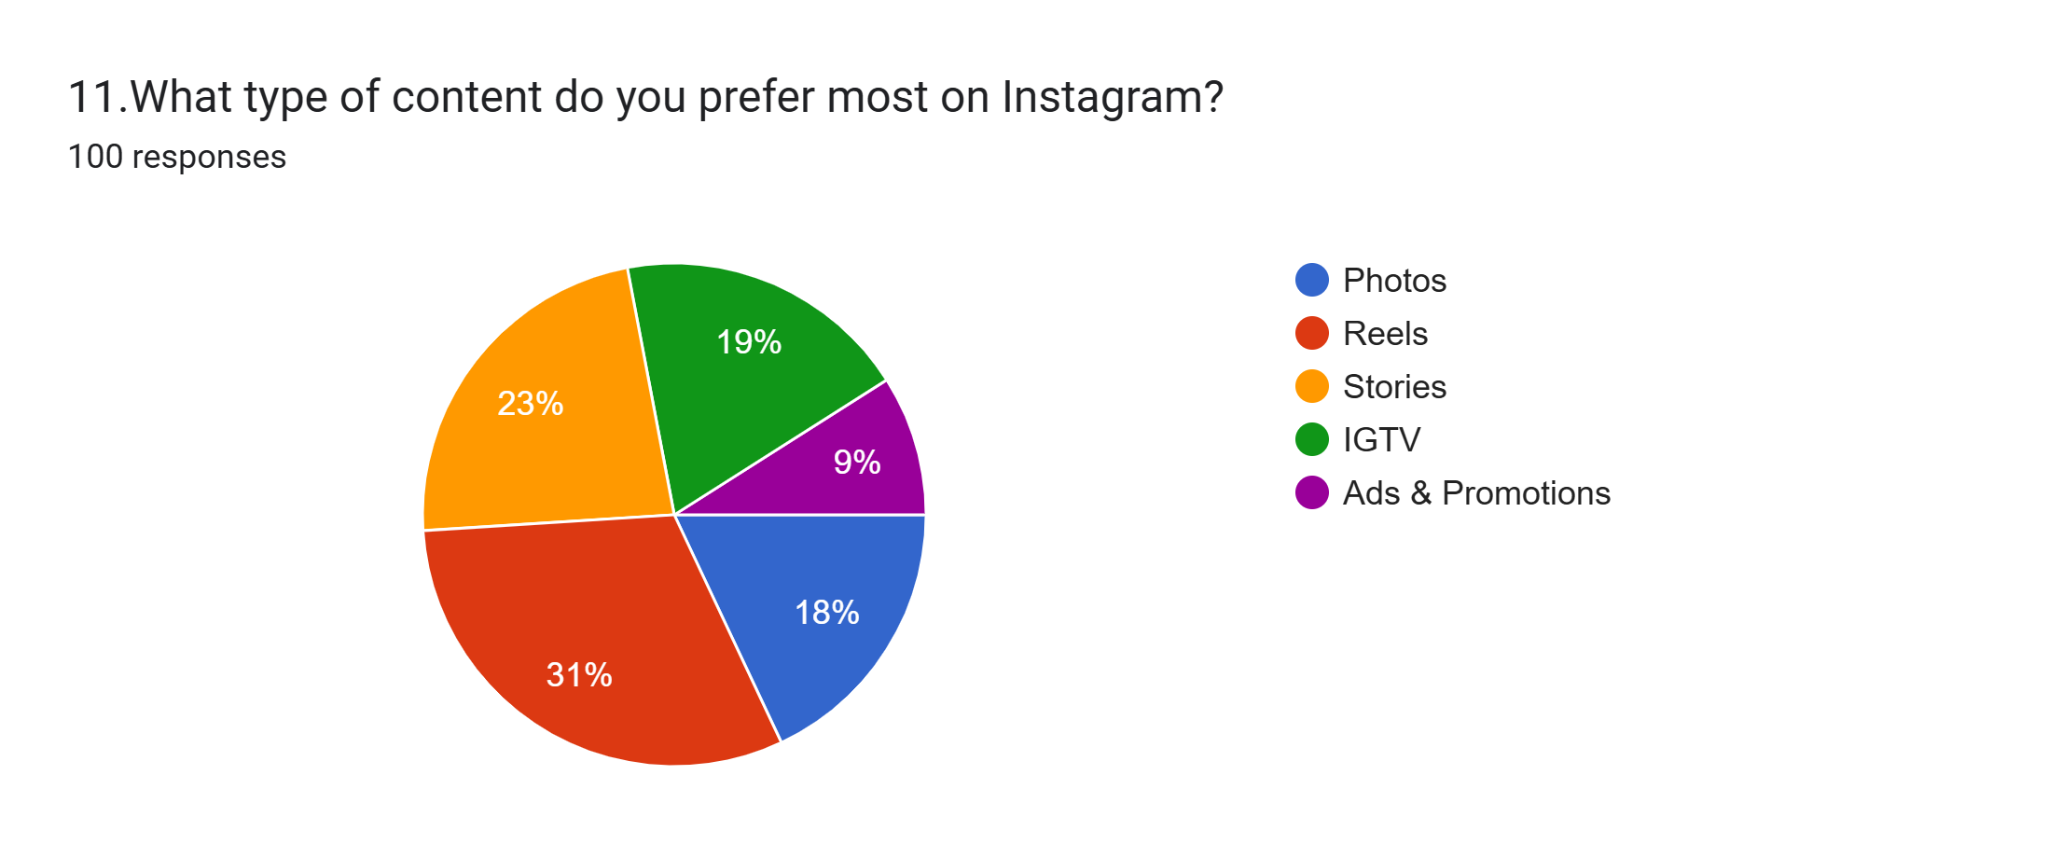 11.What type of content do you prefer most on Instagram?
100 responses
19%
23%
9%
18%
31%
Photos
Reels
Stories
IGTV
Ads & Promotions